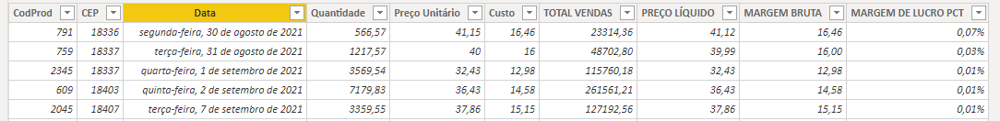 CodProd CEP Data Quantidade Preço Unitário Custo TOTAL VENDAS PREÇO LÍQUIDO MARGEM BRUTA MARGEM DE LUCRO PCT
791 18336 segunda-feira, 30 de agosto de 2021 566,57 41,15 16,46 23314,36 41,12 16,46 0,07%
759 18337 terça-feira, 31 de agosto de 2021 1217,57 40 16 48702,80 39,99 16,00 0,03%
2345 18337 quarta-feira, 1 de setembro de 2021 3569,54 32,43 12,98 115760,18 32,43 12,98 0,01%
609 18403 quinta-feira, 2 de setembro de 2021 7179,83 36,43 14,58 261561,21 36,43 14,58 0,01%
2045 18407 terça-feira, 7 de setembro de 2021 3359,55 37,86 15,15 127192,56 37,86 15,15 0,01%